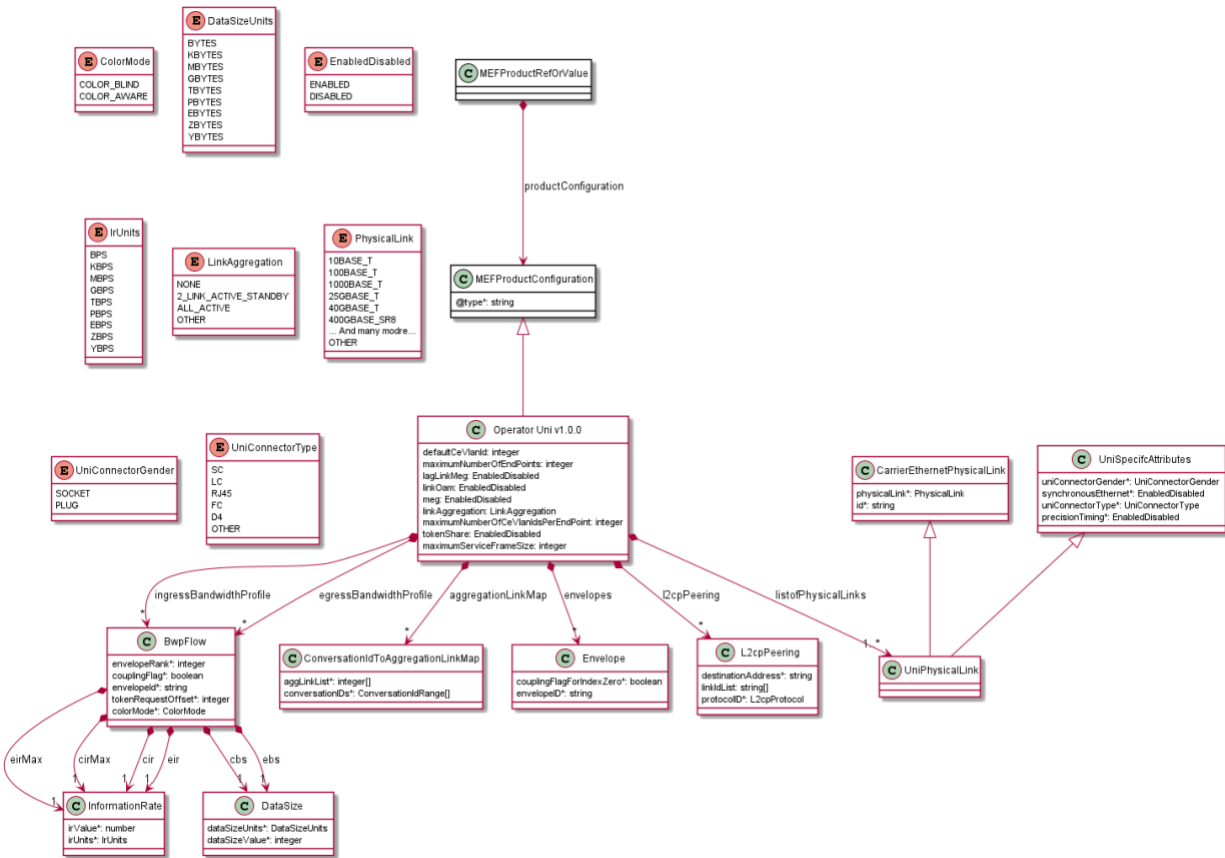 E ColorMode
COLOR_BLIND
COLOR_AWARE
E DataSizeUnits
BYTES
KBYTES
MBYTES
GBYTES
TBYTES
PBYTES
EBYTES
ZBYTES
YBYTES
E EnabledDisabled
ENABLED
DISABLED
C MEFProductRefOrValue
productConfiguration
E IrUnits
BPS
KBPS
MBPS
GBPS
TBPS
PBPS
EBPS
ZBPS
YBPS
E LinkAggregation
NONE
2_LINK_ACTIVE_STANDBY
ALL_ACTIVE
OTHER
E PhysicalLink
10BASE_T
100BASE_T
1000BASE_T
25GBASE_T
40GBASE_T
400GBASE_SR8
... And many modre...
OTHER
C MEFProductConfiguration
@type*: string
E UniConnectorGender
SOCKET
PLUG
E UniConnectorType
SC
LC
RJ45
FC
D4
OTHER
C Operator Uni v1.0.0
defaultCeVlanId: integer
maximumNumberOfEndPoints: integer
lagLinkMeg: EnabledDisabled
linkOam: EnabledDisabled
meg: EnabledDisabled
linkAggregation: LinkAggregation
maximumNumberOfCeVlanIdsPerEndPoint: integer
tokenShare: EnabledDisabled
maximumServiceFrameSize: integer
C CarrierEthernetPhysicalLink
physicalLink*: PhysicalLink
id*: string
C UniSpecifcAttributes
uniConnectorGender*: UniConnectorGender
synchronousEthernet*: EnabledDisabled
uniConnectorType*: UniConnectorType
precisionTiming*: EnabledDisabled
ingressBandwidthProfile
egressBandwidthProfile
aggregationLinkMap
envelopes
l2cpPeering
listofPhysicalLinks
*
*
*
*
*
1..*
C BwpFlow
envelopeRank*: integer
couplingFlag*: boolean
envelopeId*: string
tokenRequestOffset*: integer
colorMode*: ColorMode
C ConversationIdToAggregationLinkMap
aggLinkList*: integer[]
conversationIDs*: ConversationIdRange[]
C Envelope
couplingFlagForIndexZero*: boolean
envelopeID*: string
C L2cpPeering
destinationAddress*: string
linkIdList: string[]
protocolID*: L2cpProtocol
C UniPhysicalLink
eirMax
cirMax
cir
eir
cbs
ebs
1
1
1
1
1
1
C InformationRate
irValue*: number
irUnits*: IrUnits
C DataSize
dataSizeUnits*: DataSizeUnits
dataSizeValue*: integer